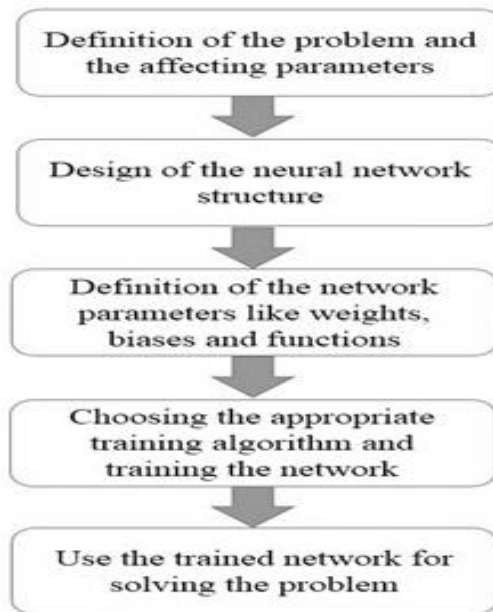 Definition of the problem and
the affecting parameters
Design of the neural network
structure
Definition of the network
parameters like weights,
biases and functions
Choosing the appropriate
training algorithm and
training the network
Use the trained network for
solving the problem